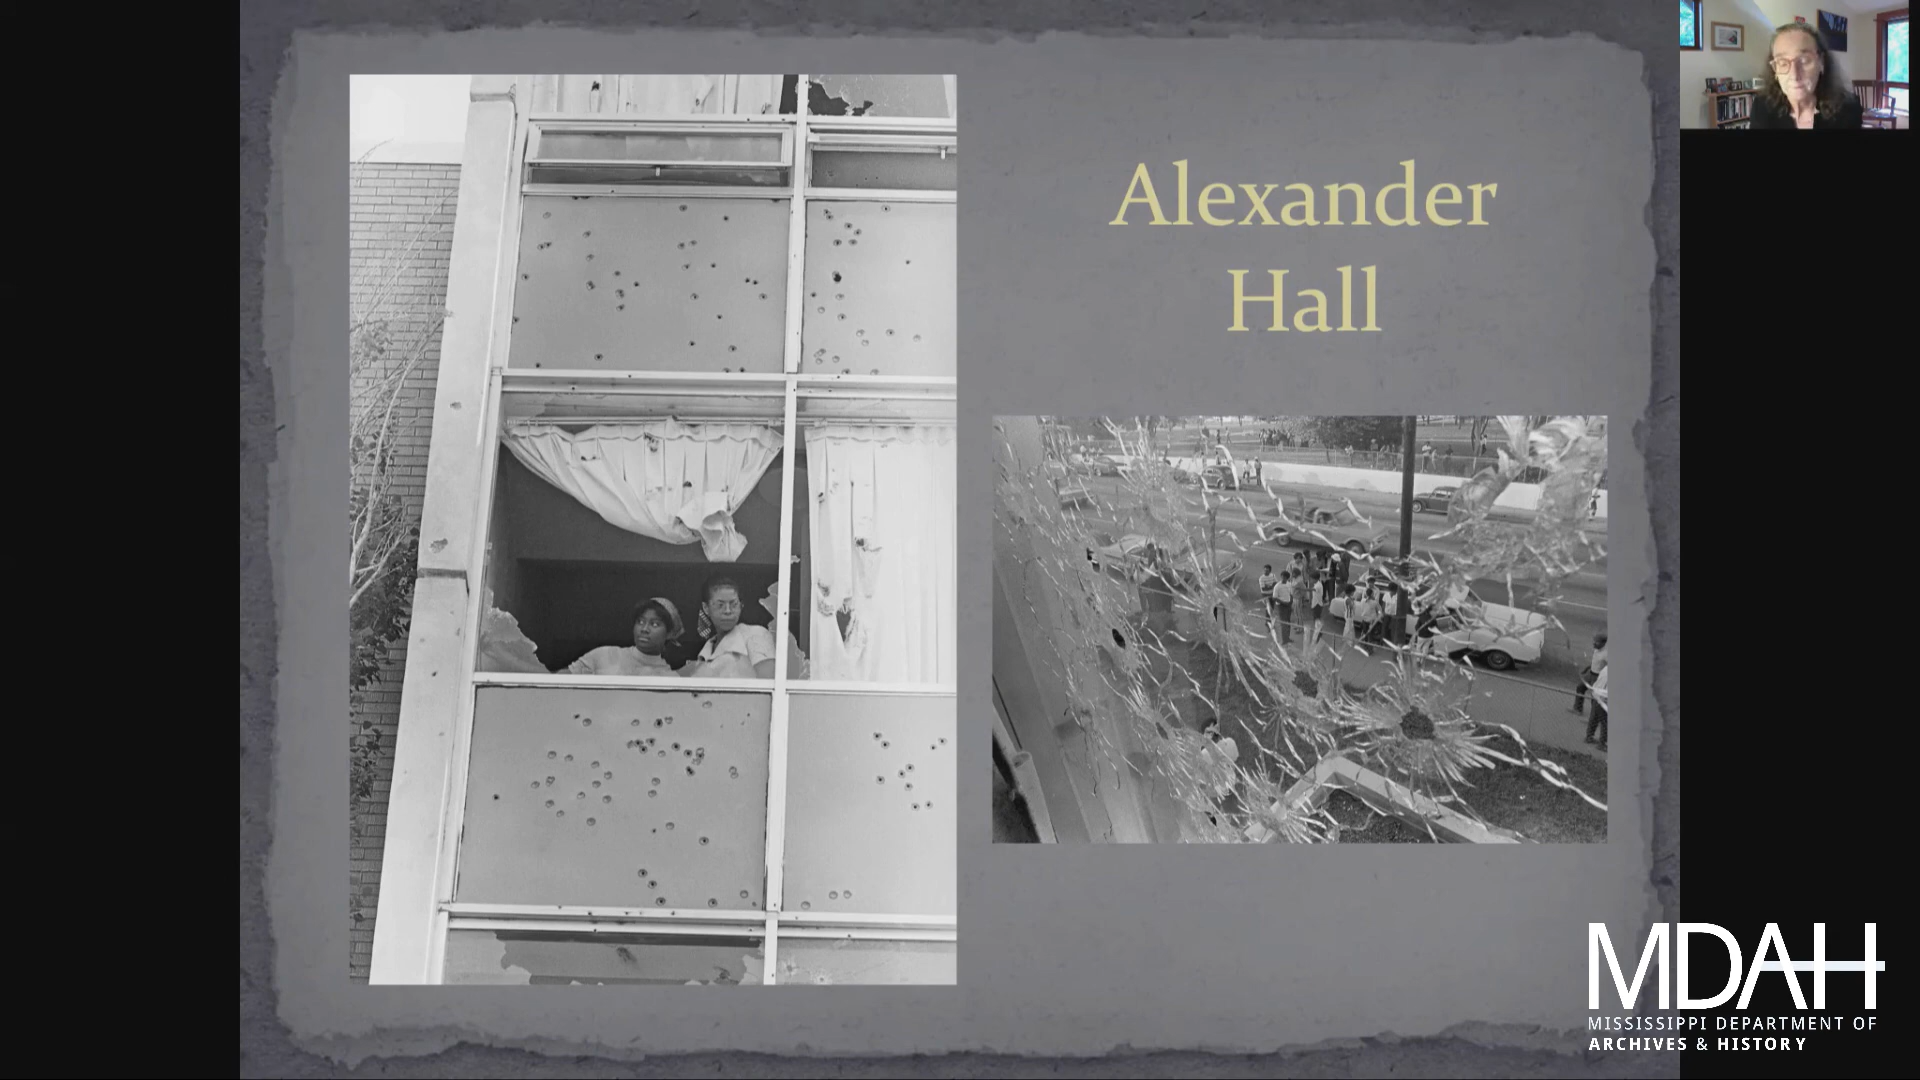 Alexander
Hall
MDAH
MISSISSIPPI DEPARTMENT OF
ARCHIVES & HISTORY